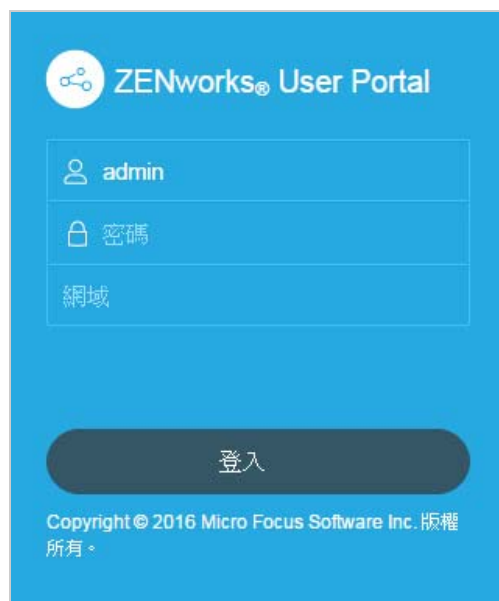 ZENworks® User Portal
admin
密碼
網域
登入
Copyright © 2016 Micro Focus Software Inc. 版權
所有。